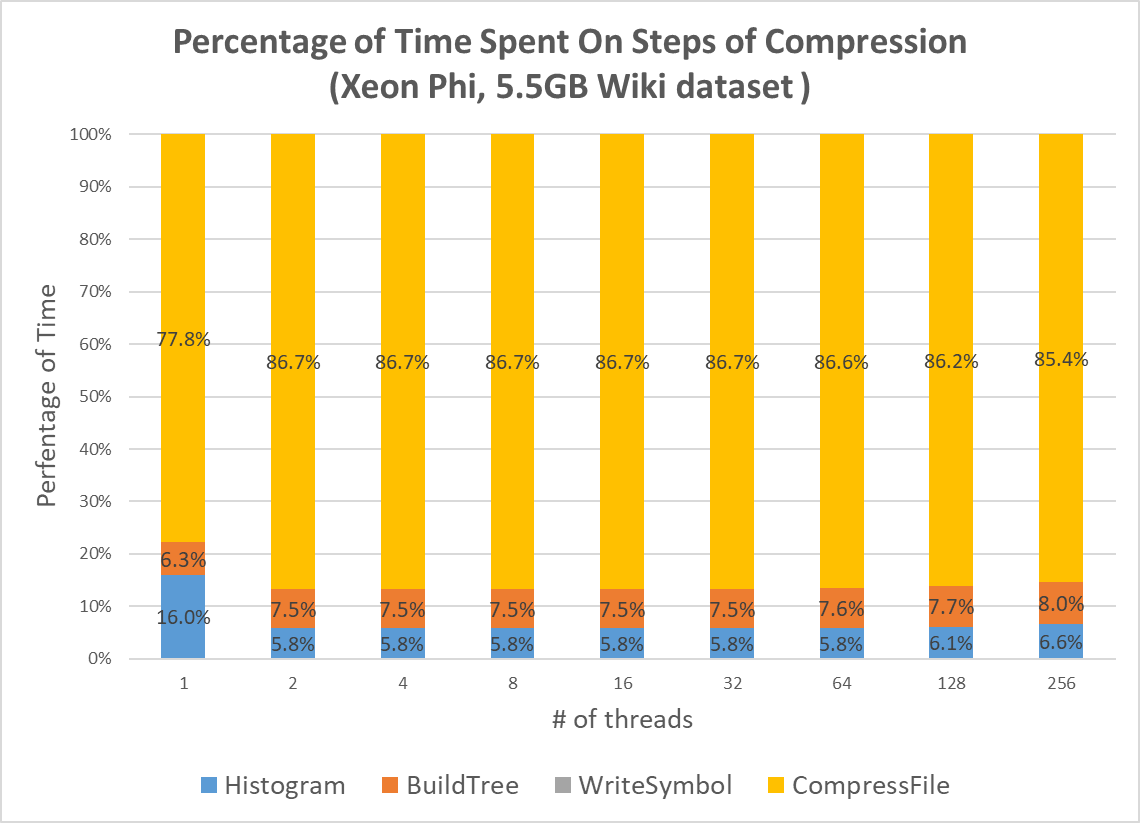 Percentage of Time Spent On Steps of Compression
(Xeon Phi, 5.5GB Wiki dataset )
Perfentage of Time
100%
90%
80%
70%
60%
50%
40%
30%
20%
10%
0%
77.8% 86.7% 86.7% 86.7% 86.7% 86.7% 86.6% 86.2% 85.4%
6.3% 7.5% 7.5% 7.5% 7.5% 7.5% 7.6% 7.7% 8.0%
16.0% 5.8% 5.8% 5.8% 5.8% 5.8% 5.8% 6.1% 6.6%
1 2 4 8 16 32 64 128 256
# of threads
Histogram BuildTree WriteSymbol CompressFile